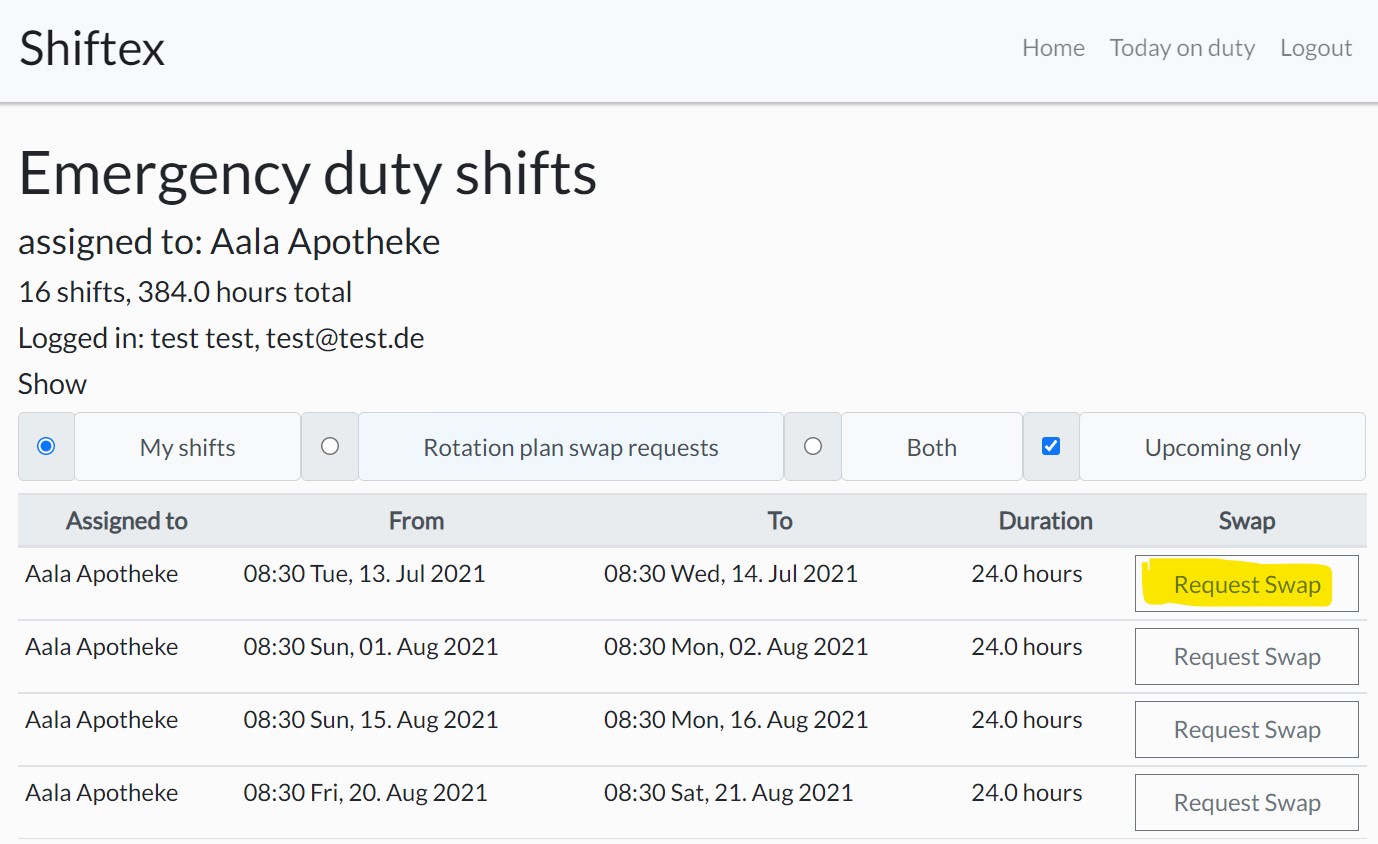 Shiftex
Home Today on duty Logout
Emergency duty shifts
assigned to: Aala Apotheke
16 shifts, 384.0 hours total
Logged in: test test, test@test.de
Show
My shifts Rotation plan swap requests Both Upcoming only
Assigned to From To Duration Swap
Aala Apotheke 08:30 Tue, 13. Jul 2021 08:30 Wed, 14. Jul 2021 24.0 hours Request Swap
Aala Apotheke 08:30 Sun, 01. Aug 2021 08:30 Mon, 02. Aug 2021 24.0 hours Request Swap
Aala Apotheke 08:30 Sun, 15. Aug 2021 08:30 Mon, 16. Aug 2021 24.0 hours Request Swap
Aala Apotheke 08:30 Fri, 20. Aug 2021 08:30 Sat, 21. Aug 2021 24.0 hours Request Swap